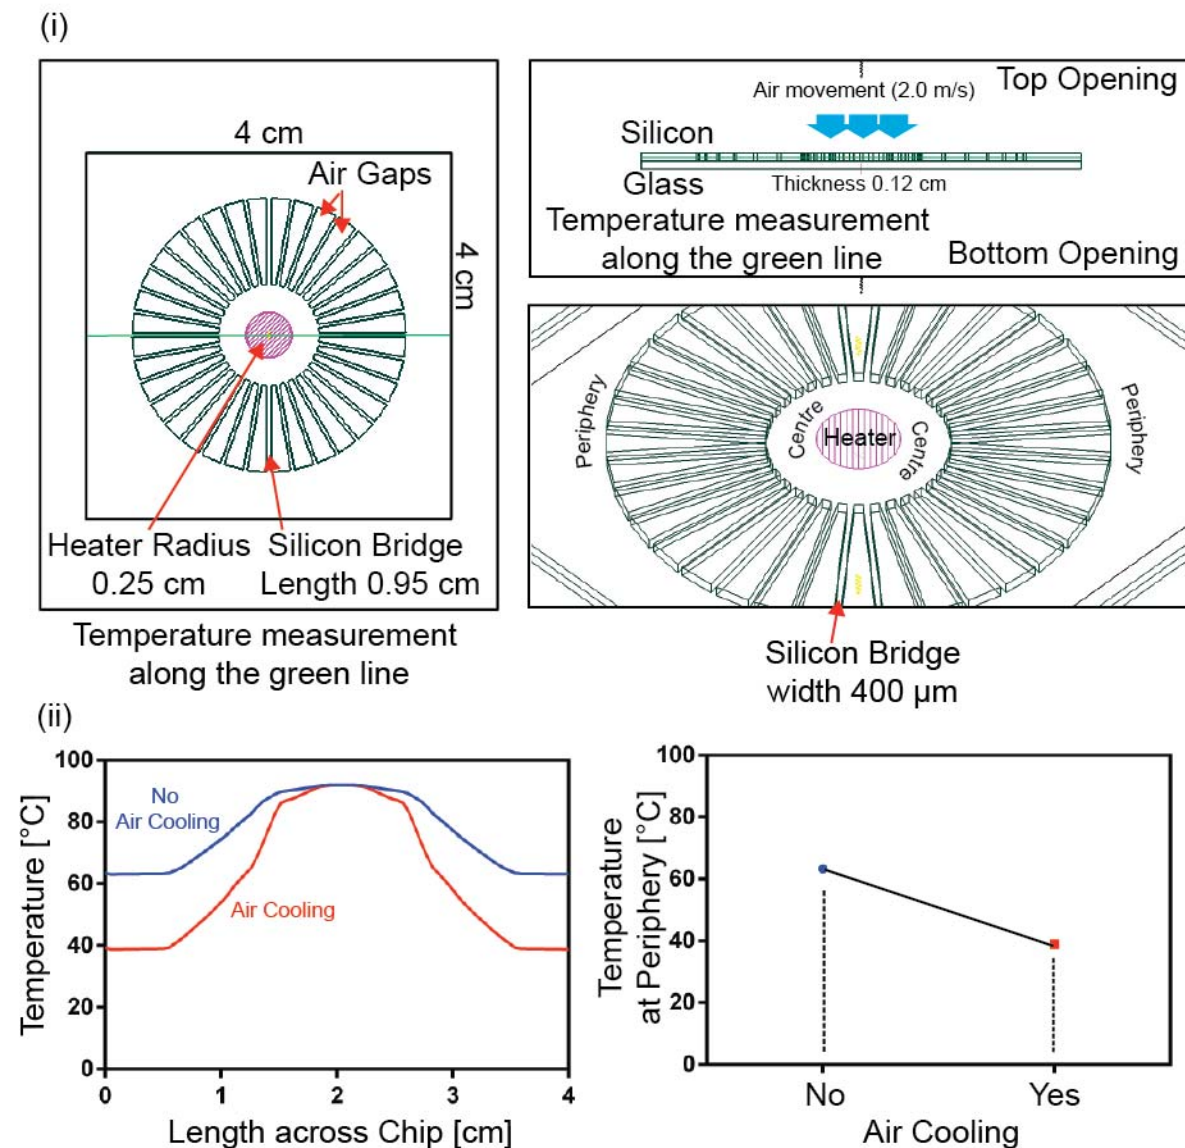 (i)
4 cm
Air Gaps
4 cm
Heater Radius
0.25 cm
Silicon Bridge
Length 0.95 cm
Temperature measurement
along the green line
Top Opening
Air movement (2.0 m/s)
Silicon
Glass
Thickness 0.12 cm
Temperature measurement
along the green line
Bottom Opening
Periphery
Centre
Heater
Centre
Periphery
Silicon Bridge
width 400 µm
(ii)
Temperature [°C]
100
80
60
40
20
0
No
Air Cooling
Air Cooling
0 1 2 3 4
Length across Chip [cm]
Temperature
at Periphery [°C]
100
80
60
40
20
0
No Yes
Air Cooling